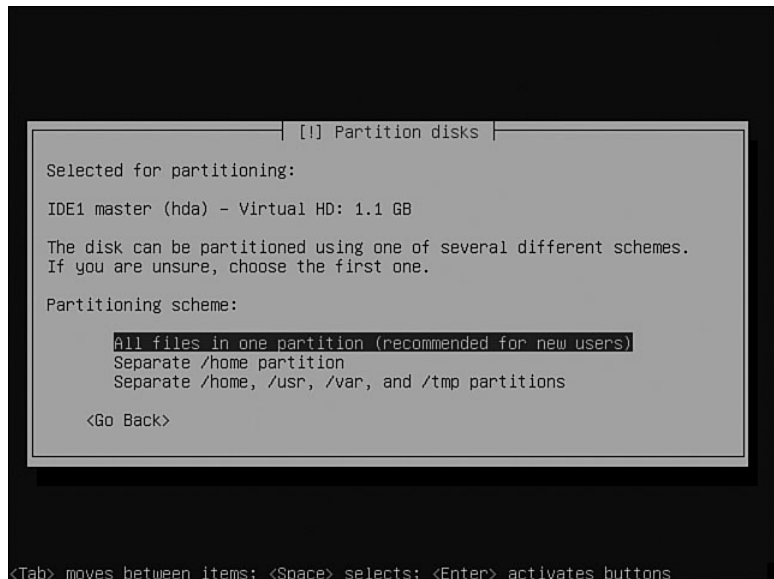 [!] Partition disks
Selected for partitioning:
IDE1 master (hda) – Virtual HD: 1.1 GB
The disk can be partitioned using one of several different schemes.
If you are unsure, choose the first one.
Partitioning scheme:
All files in one partition (recommended for new users)
Separate /home partition
Separate /home, /usr, /var, and /tmp partitions
<Go Back>
<Tab> moves between items; <Space> selects; <Enter> activates buttons